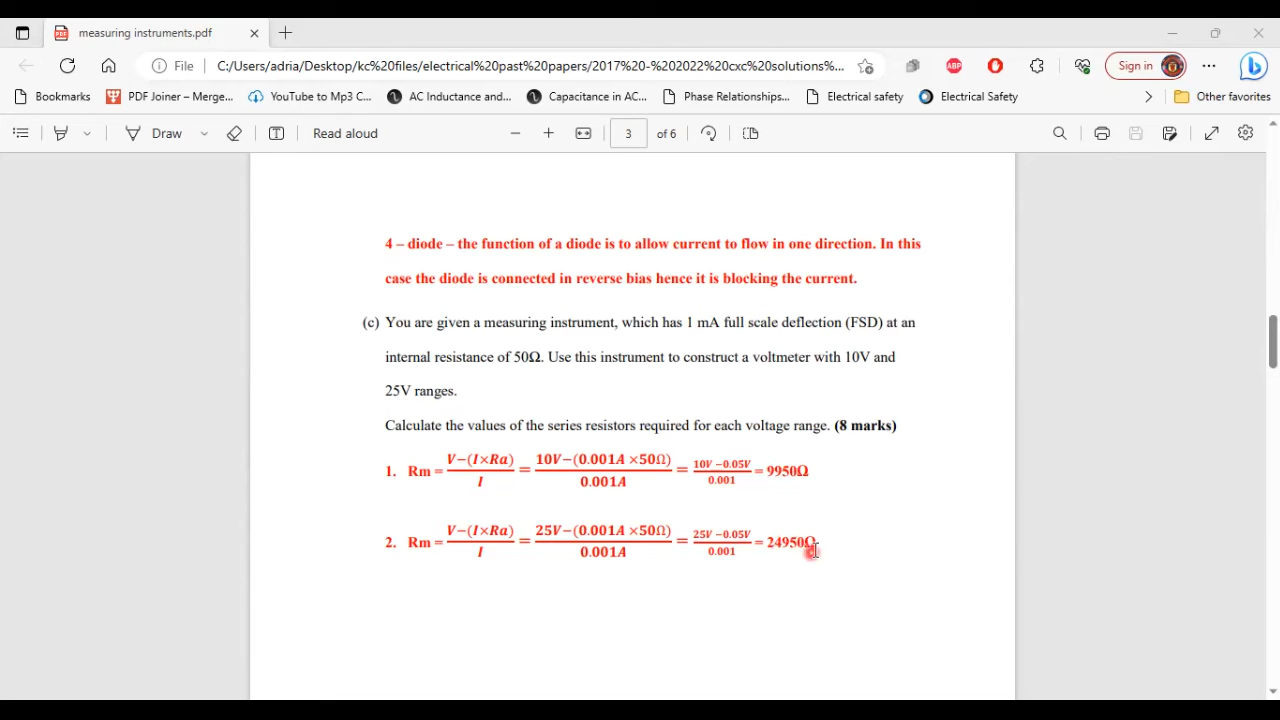 measuring instruments.pdf
File
C:/Users/adria/Desktop/kc%20files/electrical%20past%20papers/2017%20-%202022%20cxc%20solutions%...
ABP
Sign in
Bookmarks
PDF Joiner – Merge...
YouTube to Mp3 C...
AC Inductance and...
Capacitance in AC...
Phase Relationships...
Electrical safety
Electrical Safety
Other favorites
Draw
Read aloud
3
of 6
4 – diode – the function of a diode is to allow current to flow in one direction. In this
case the diode is connected in reverse bias hence it is blocking the current.
(c) You are given a measuring instrument, which has 1 mA full scale deflection (FSD) at an
internal resistance of 50Ω. Use this instrument to construct a voltmeter with 10V and
25V ranges.
Calculate the values of the series resistors required for each voltage range. (8 marks)
1. Rm = V−(I×Ra)/I = 10V−(0.001A ×50Ω)/0.001A = 10V −0.05V/0.001 = 9950Ω
2. Rm = V−(I×Ra)/I = 25V−(0.001A ×50Ω)/0.001A = 25V −0.05V/0.001 = 24950Ω